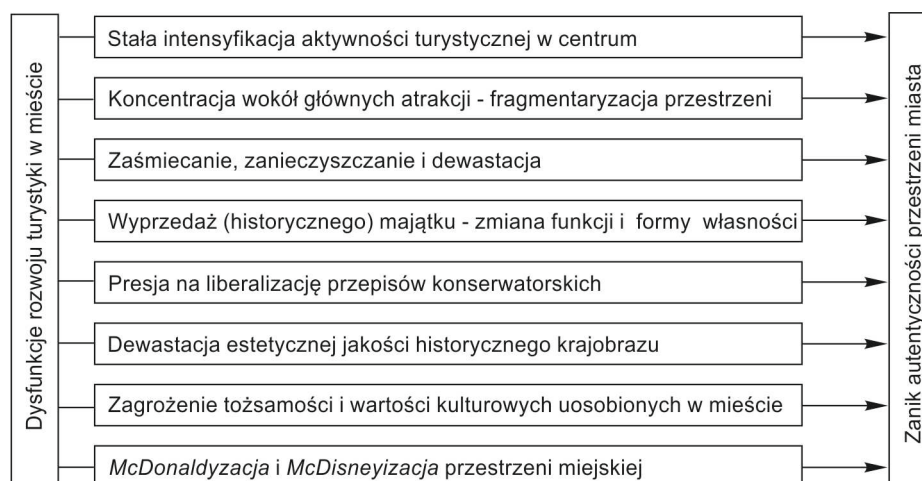 Dysfunkcje rozwoju turystyki w mieście
Stała intensyfikacja aktywności turystycznej w centrum
Koncentracja wokół głównych atrakcji - fragmentaryzacja przestrzeni
Zaśmiecanie, zanieczyszczanie i dewastacja
Wyprzedaż (historycznego) majątku - zmiana funkcji i formy własności
Presja na liberalizację przepisów konserwatorskich
Dewastacja estetycznej jakości historycznego krajobrazu
Zagrożenie tożsamości i wartości kulturowych uosobionych w mieście
McDonaldyzacja i McDisneyizacja przestrzeni miejskiej
Zanik autentyczności przestrzeni miasta